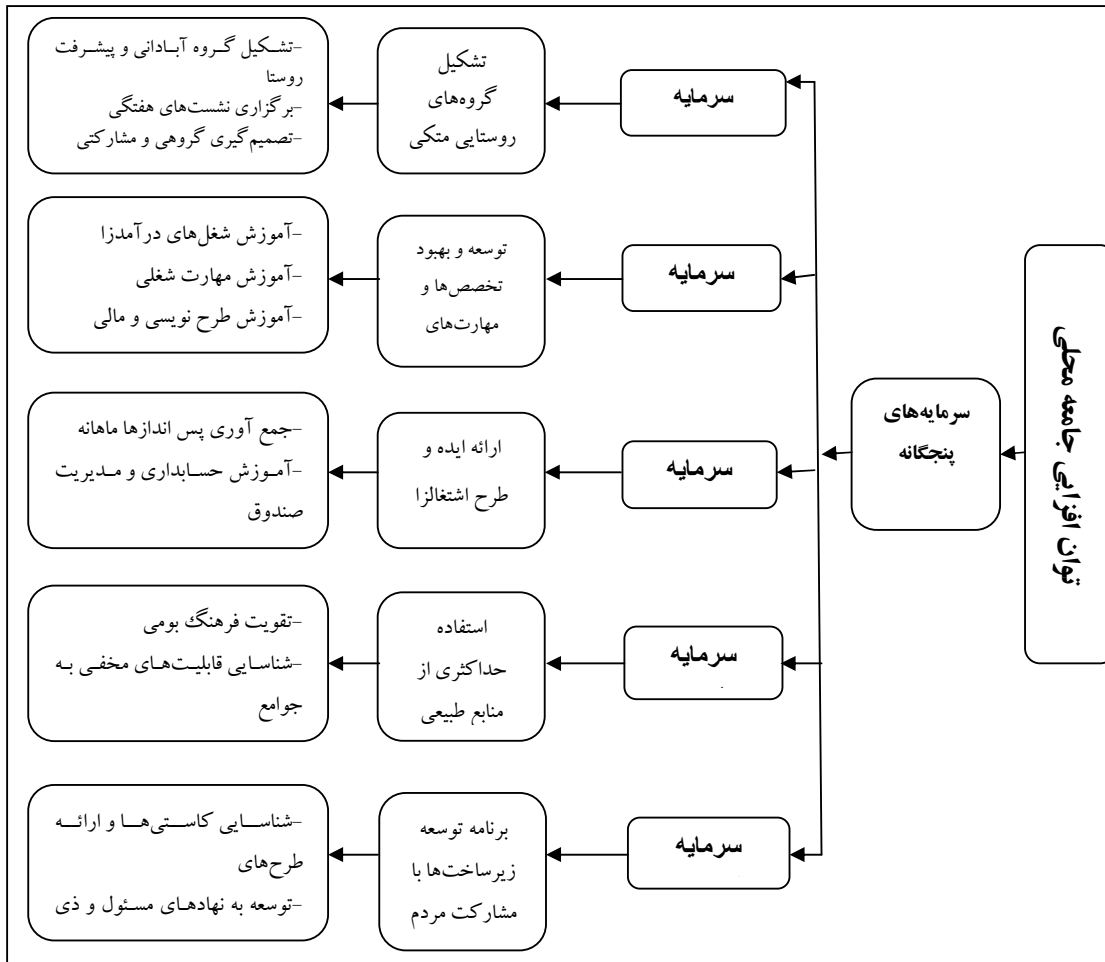 توان افزایی جامعه محلی
سرمایه‌های
پنجگانه
سرمایه
تشکیل
گروه‌های
روستایی متکی
-تشکیل گروه آبادانی و پیشرفت
روستا
-برگزاری نشست‌های هفتگی
-تصمیم‌گیری گروهی و مشارکتی
سرمایه
توسعه و بهبود
تخصص‌ها و
مهارت‌های
-آموزش شغل‌های درآمدزا
-آموزش مهارت شغلی
-آموزش طرح نویسی و مالی
سرمایه
ارائه ایده و
طرح اشتغالزا
-جمع آوری پس اندازها ماهانه
-آموزش حسابداری و مدیریت
صندوق
سرمایه
استفاده
حداکثری از
منابع طبیعی
-تقویت فرهنگ بومی
-شناسایی قابلیت‌های مخفی به
جوامع
سرمایه
برنامه توسعه
زیرساخت‌ها با
مشارکت مردم
-شناسایی کاستی‌ها و ارائه
طرح‌های
-توسعه به نهادهای مسئول و ذی